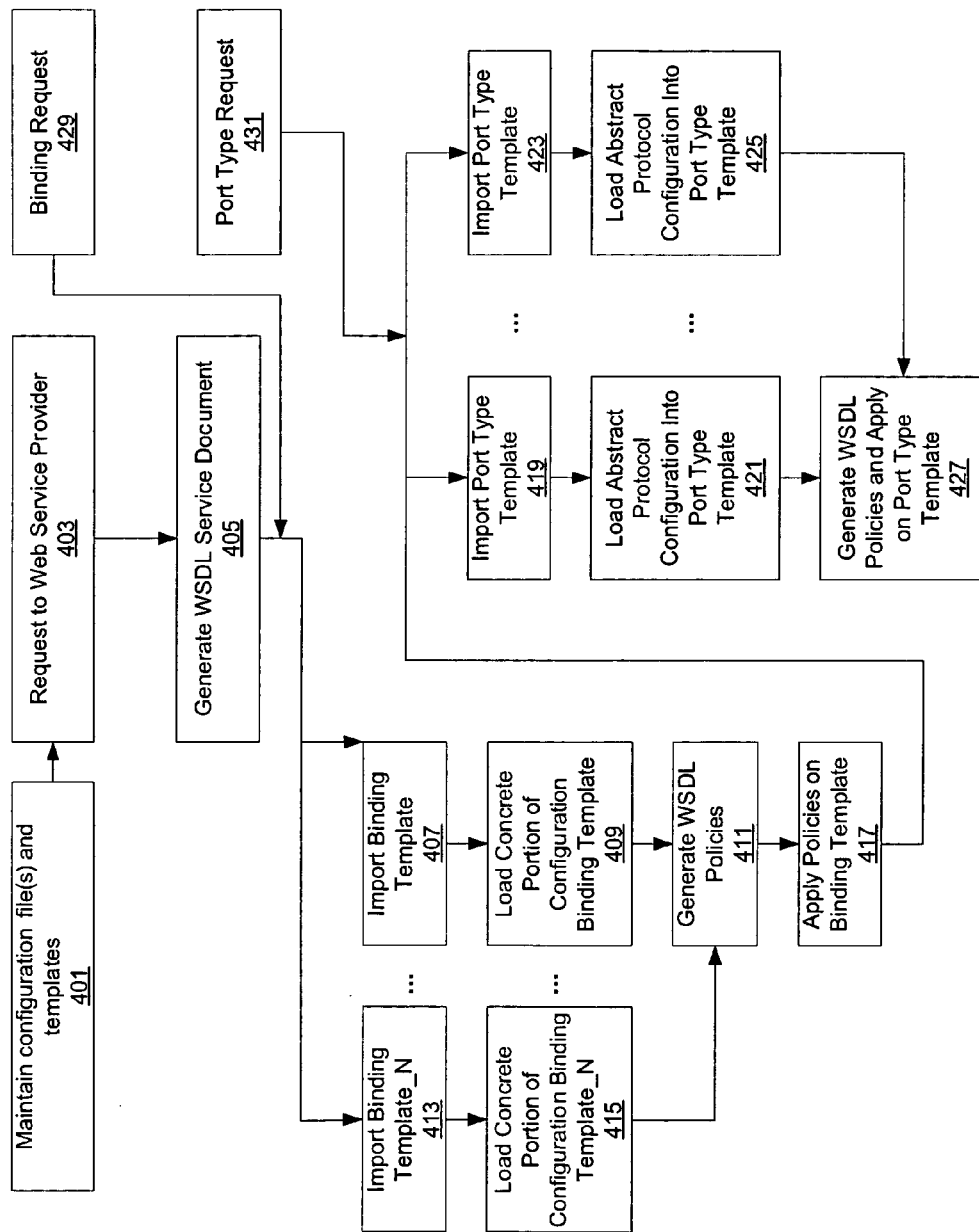 Maintain configuration file(s) and
templates
401
Request to Web Service Provider
403
Binding Request
429
Generate WSDL Service Document
405
Port Type Request
431
Import Binding
Template_N
413
...
Import Binding
Template
407
Load Concrete
Portion of
Configuration Binding
Template_N
415
Load Concrete
Portion of
Configuration
Binding Template
409
Generate WSDL
Policies
411
Apply Policies on
Binding Template
417
Import Port Type
Template
419
...
Import Port Type
Template
423
Load Abstract
Protocol
Configuration Into
Port Type
Template
421
...
Load Abstract
Protocol
Configuration Into
Port Type
Template
425
Generate WSDL
Policies and Apply
on Port Type
Template
427